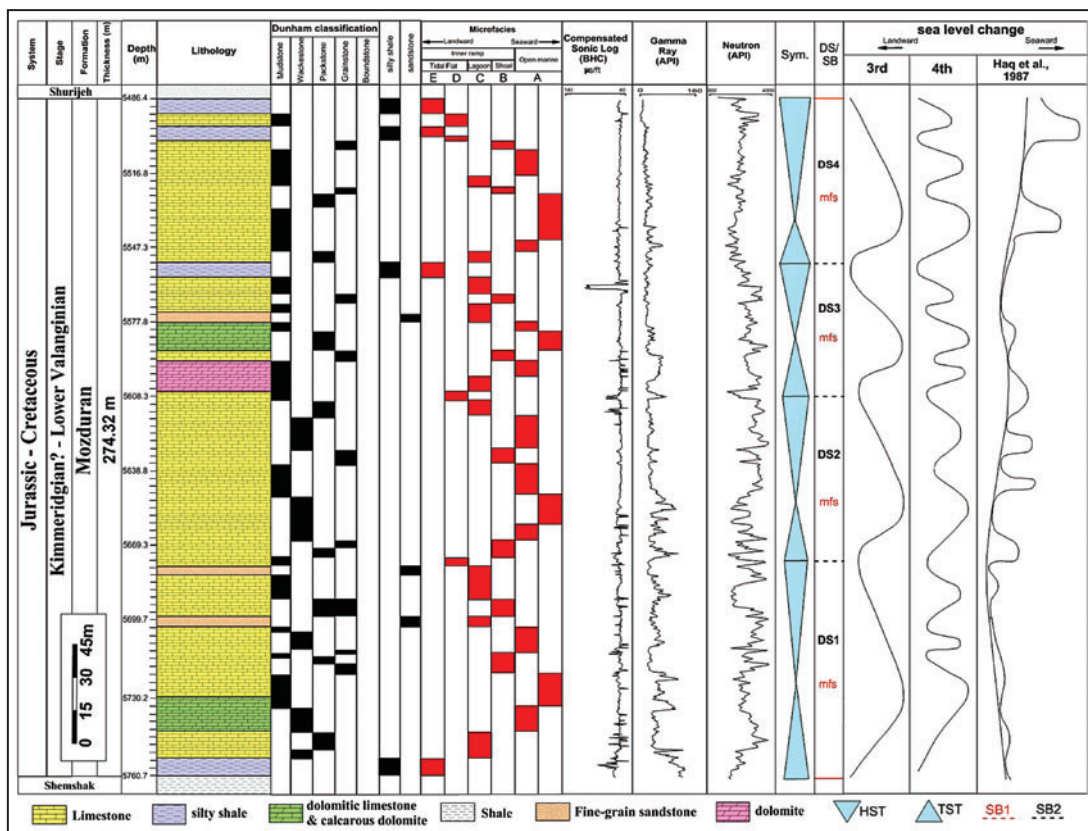 System
Stage
Formation
Thickness (m)
Depth
(m)
Lithology
Dunham classification
Mudstone
Wackestone
Packstone
Grainstone
Boundstone
silty shale
sandstone
Microfacies
Landward
Seaward
Inner ramp
Open marine
Tidal Flat
Lagoon
Shoal
E
D
C
B
A
Compensated
Sonic Log
(BHC)
µs/ft
Gamma
Ray
(API)
0
Neutron
(API)
Sym.
DS/
SB
sea level change
Landward
Seaward
3rd
4th
Haq et al.,
1987
Shurijeh
Jurassic - Cretaceous
Kimmeridgian? - Lower Valanginian
Mozduran
274.32 m
5486.4
5516.8
5547.3
5577.8
5608.3
5638.8
5669.3
5699.7
5730.2
5760.7
DS4
mfs
DS3
mfs
DS2
mfs
DS1
mfs
0 15 30 45m
Shemshak
Limestone
silty shale
dolomitic limestone
& calcarous dolomite
Shale
Fine-grain sandstone
dolomite
HST
TST
SB1
SB2